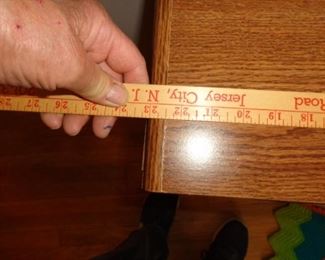 Road Jersey City, N. J.
18 19 20 21 22 23 24 25 26 27 28